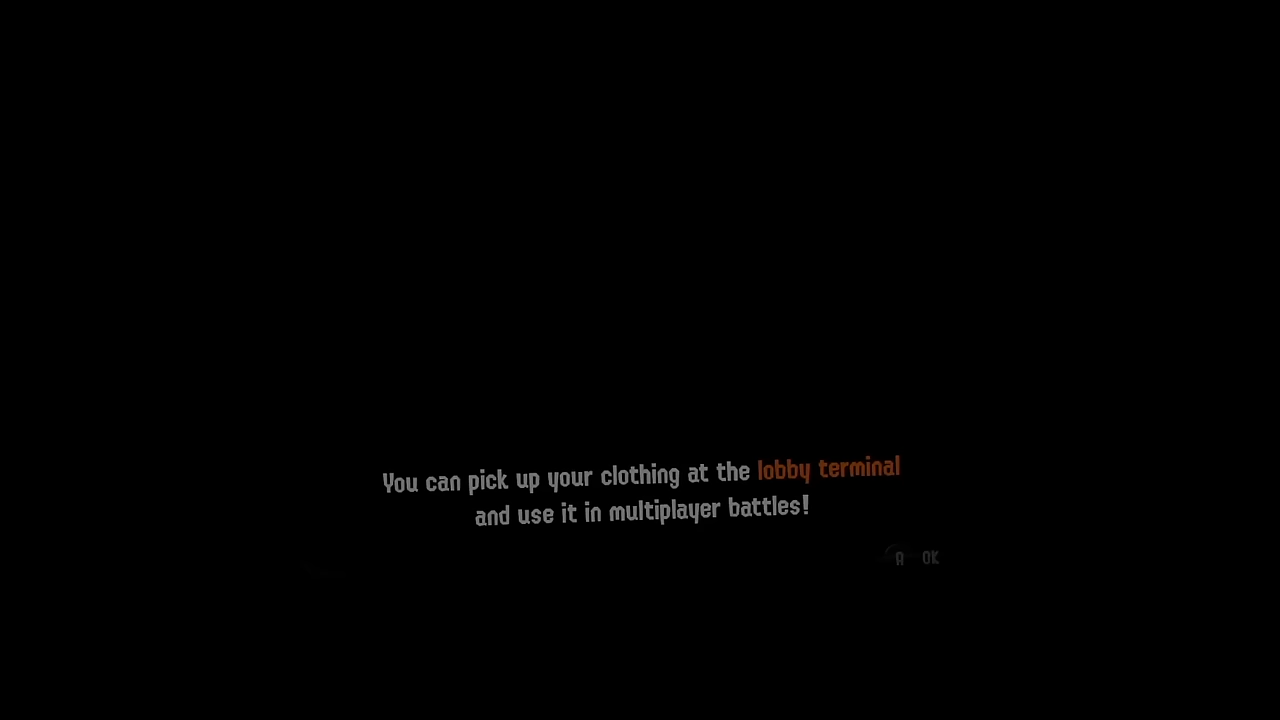 You can pick up your clothing at the lobby terminal
and use it in multiplayer battles!
A OK